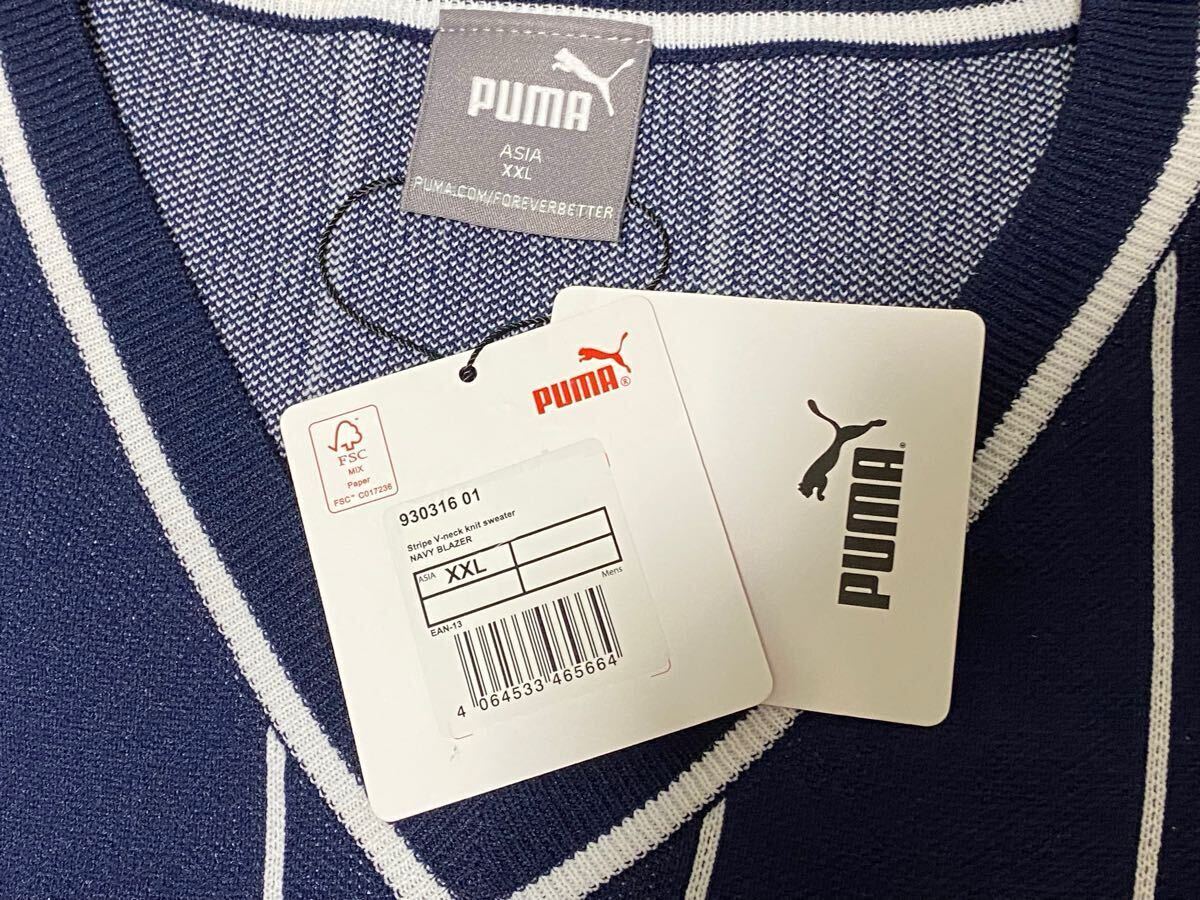 PUMA
ASIA
XXL
PUMA.COM/FOREVERBETTER
PUMA®
FSC
MIX
Paper
FSC™ C017236
930316 01
Stripe V-neck knit sweater
NAVY BLAZER
ASIA XXL
Mens
EAN-13
4 064533 465664
PUMA®